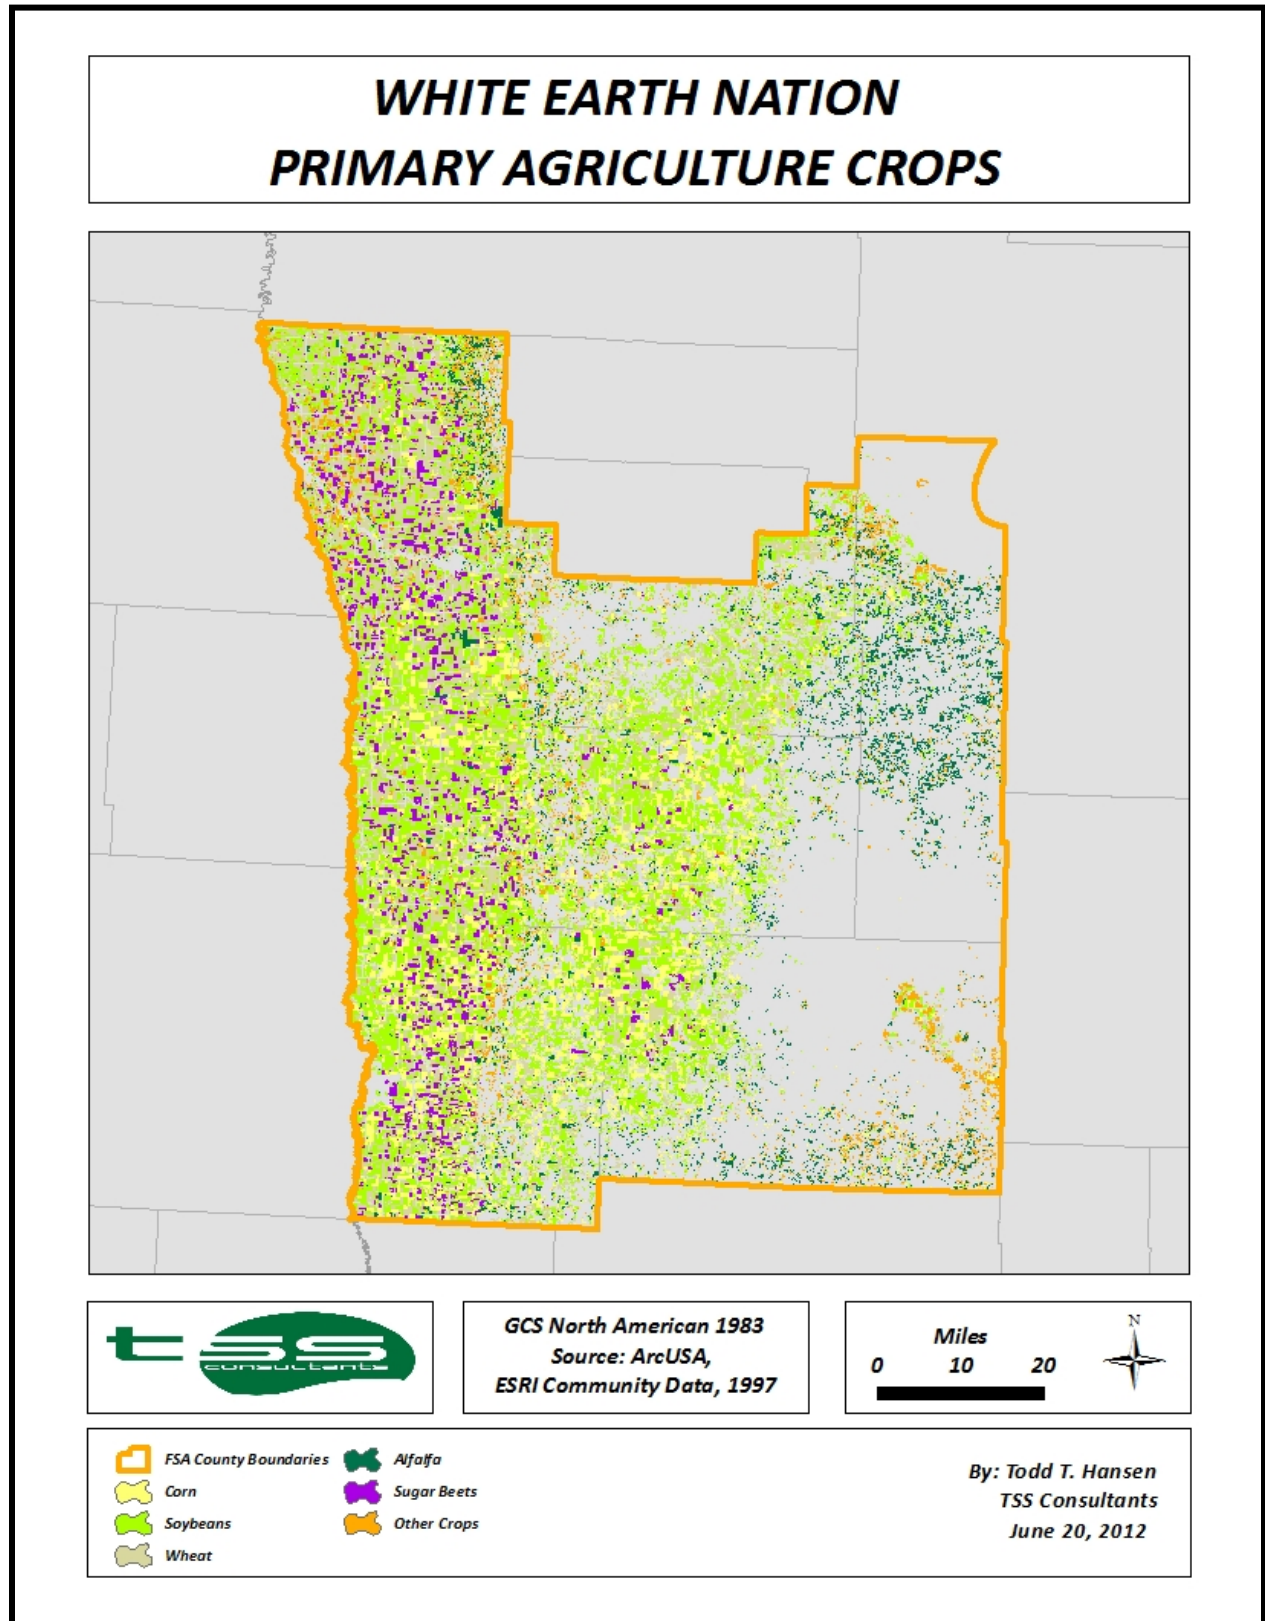 WHITE EARTH NATION
PRIMARY AGRICULTURE CROPS
tss
consultants
GCS North American 1983
Source: ArcUSA,
ESRI Community Data, 1997
Miles
0 10 20
N
FSA County Boundaries
Corn
Soybeans
Wheat
Alfalfa
Sugar Beets
Other Crops
By: Todd T. Hansen
TSS Consultants
June 20, 2012